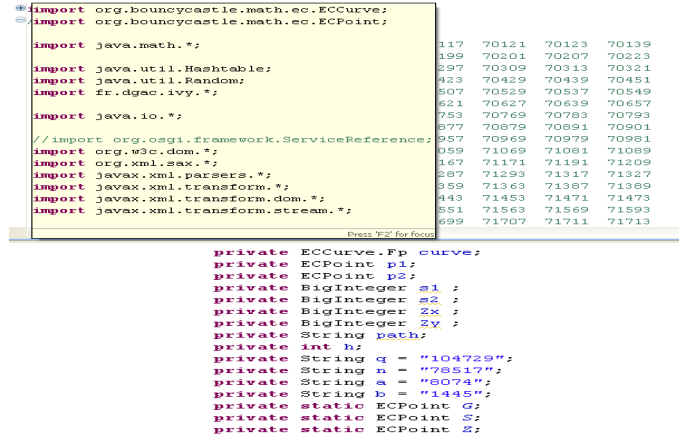 import org.bouncycastle.math.ec.ECCurve;
import org.bouncycastle.math.ec.ECPoint;
import java.math.*;
import java.util.Hashtable;
import java.util.Random;
import fr.dgac.ivy.*;
import java.io.*;
//import org.osgi.framework.ServiceReference;
import org.w3c.dom.*;
import org.xml.sax.*;
import javax.xml.parsers.*;
import javax.xml.transform.*;
import javax.xml.transform.dom.*;
import javax.xml.transform.stream.*;
Press 'F2' for focus
117 70121 70123 70139
199 70201 70207 70223
297 70309 70313 70321
423 70429 70439 70451
507 70529 70537 70549
621 70627 70639 70657
753 70769 70783 70793
877 70879 70891 70901
957 70969 70979 70981
059 71069 71081 71089
167 71171 71191 71209
287 71293 71317 71327
359 71363 71387 71389
443 71453 71471 71473
551 71563 71569 71593
699 71707 71711 71713
private ECCurve.Fp curve;
private ECPoint p1;
private ECPoint p2;
private BigInteger s1 ;
private BigInteger s2 ;
private BigInteger Zx ;
private BigInteger Zy ;
private String path;
private int h;
private String q = "104729";
private String n = "78517";
private String a = "8074";
private String b = "1445";
private static ECPoint G;
private static ECPoint S;
private static ECPoint Z;